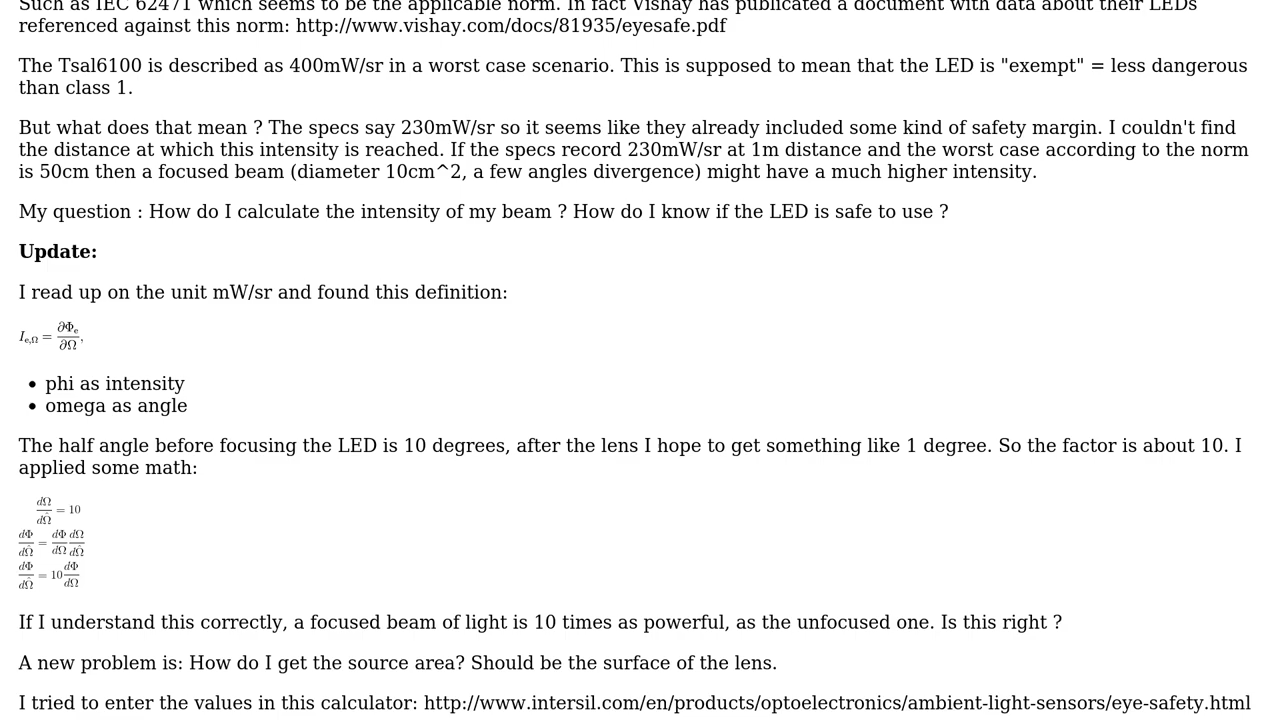 Such as IEC 62471 which seems to be the applicable norm. In fact Vishay has publicated a document with data about their LEDs
referenced against this norm: http://www.vishay.com/docs/81935/eyesafe.pdf
The Tsal6100 is described as 400mW/sr in a worst case scenario. This is supposed to mean that the LED is "exempt" = less dangerous
than class 1.
But what does that mean ? The specs say 230mW/sr so it seems like they already included some kind of safety margin. I couldn't find
the distance at which this intensity is reached. If the specs record 230mW/sr at 1m distance and the worst case according to the norm
is 50cm then a focused beam (diameter 10cm^2, a few angles divergence) might have a much higher intensity.
My question : How do I calculate the intensity of my beam ? How do I know if the LED is safe to use ?
Update:
I read up on the unit mW/sr and found this definition:
I_{e,Ω} = ∂Φ_e/∂Ω,
• phi as intensity
• omega as angle
The half angle before focusing the LED is 10 degrees, after the lens I hope to get something like 1 degree. So the factor is about 10. I
applied some math:
dΩ/dΩ̂ = 10
dΦ/dΩ̂ = dΦ/dΩ dΩ/dΩ̂
dΦ/dΩ̂ = 10 dΦ/dΩ
If I understand this correctly, a focused beam of light is 10 times as powerful, as the unfocused one. Is this right ?
A new problem is: How do I get the source area? Should be the surface of the lens.
I tried to enter the values in this calculator: http://www.intersil.com/en/products/optoelectronics/ambient-light-sensors/eye-safety.html